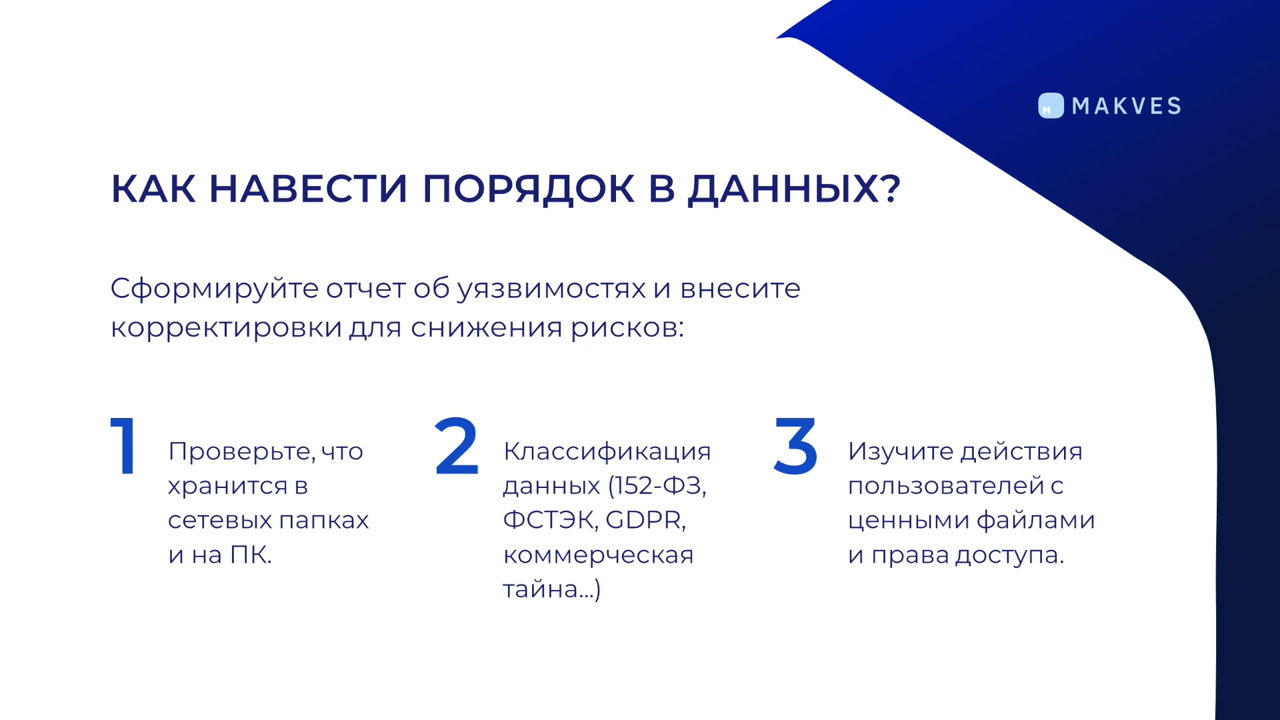 MAKVES
КАК НАВЕСТИ ПОРЯДОК В ДАННЫХ?
Сформируйте отчет об уязвимостях и внесите
корректировки для снижения рисков:
1
Проверьте, что
хранится в
сетевых папках
и на ПК.
2
Классификация
данных (152-ФЗ,
ФСТЭК, GDPR,
коммерческая
тайна...)
3
Изучите действия
пользователей с
ценными файлами
и права доступа.